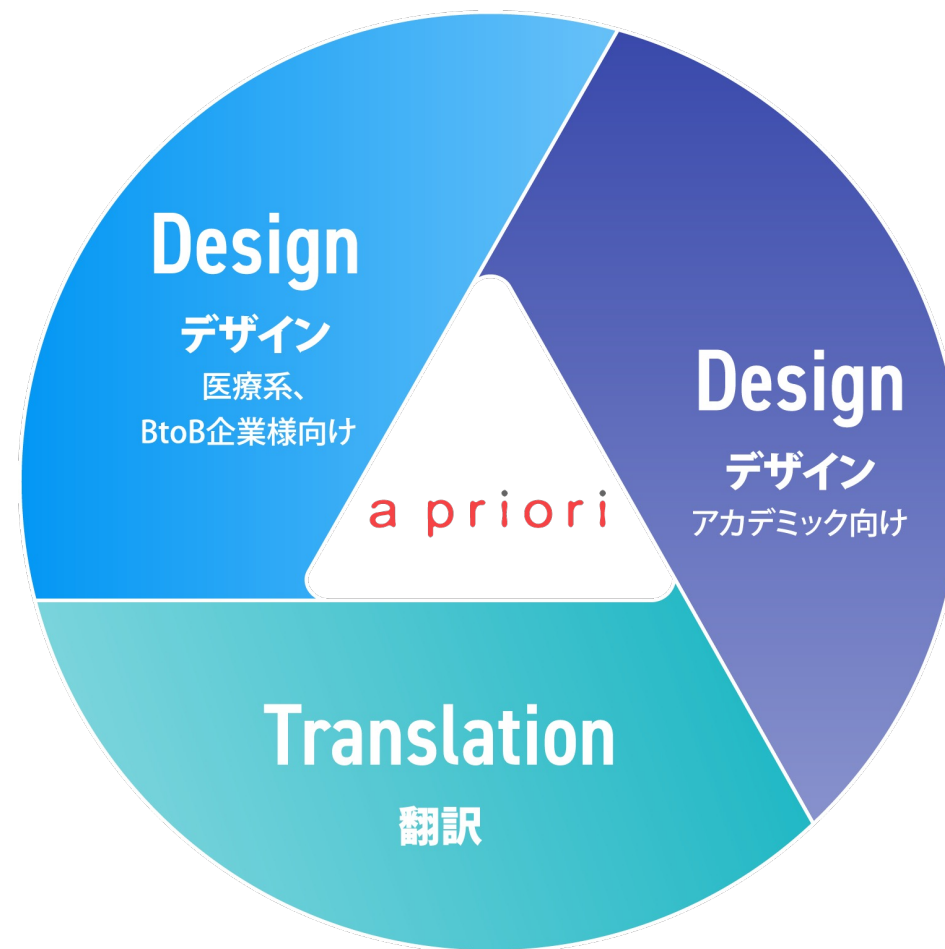 Design
デザイン
医療系、
BtoB企業様向け
Design
デザイン
アカデミック向け
a priori
Translation
翻訳